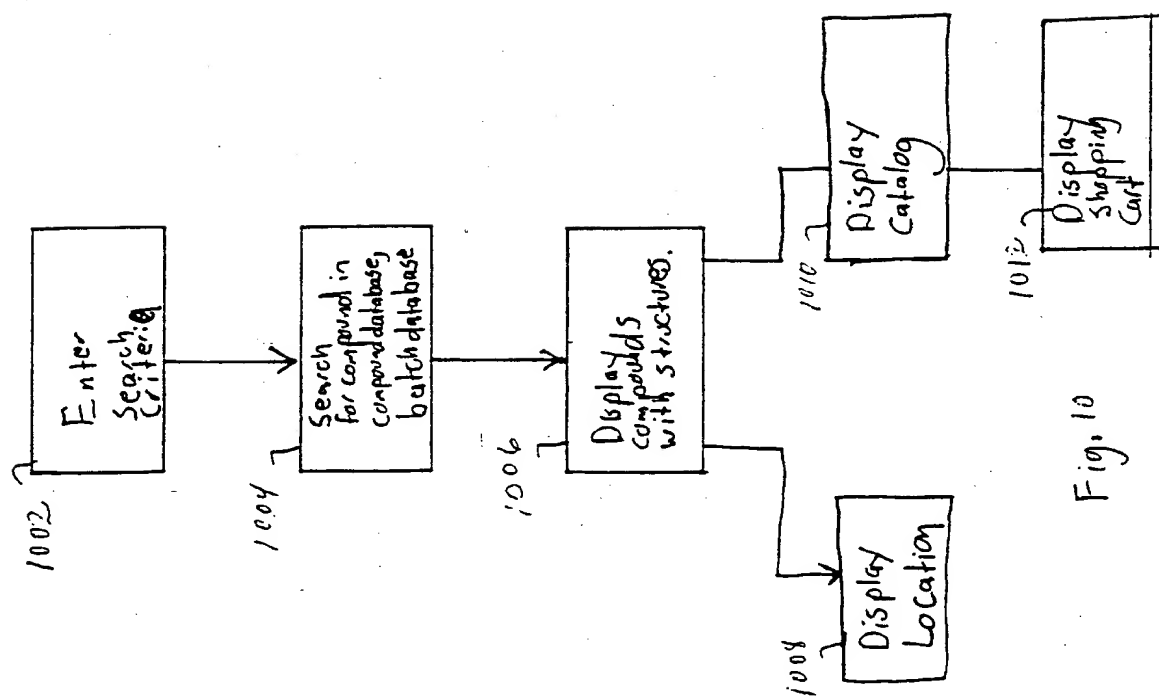 1002
Enter
Search
Criteria
1004
Search
for compound in
compound database,
batch database
1006
Display
compounds
with structures.
1008
Display
Location
1010
Display
Catalog
1012
Display
Shopping
Cart
Fig. 10